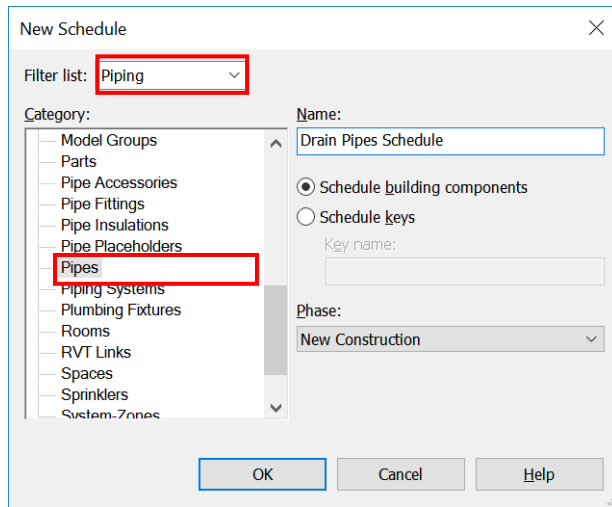 New Schedule
Filter list: Piping
Category:
Model Groups
Parts
Pipe Accessories
Pipe Fittings
Pipe Insulations
Pipe Placeholders
Pipes
Piping Systems
Plumbing Fixtures
Rooms
RVT Links
Spaces
Sprinklers
System-Zones
Name:
Drain Pipes Schedule
Schedule building components
Schedule keys
Key name:
Phase:
New Construction
OK Cancel Help